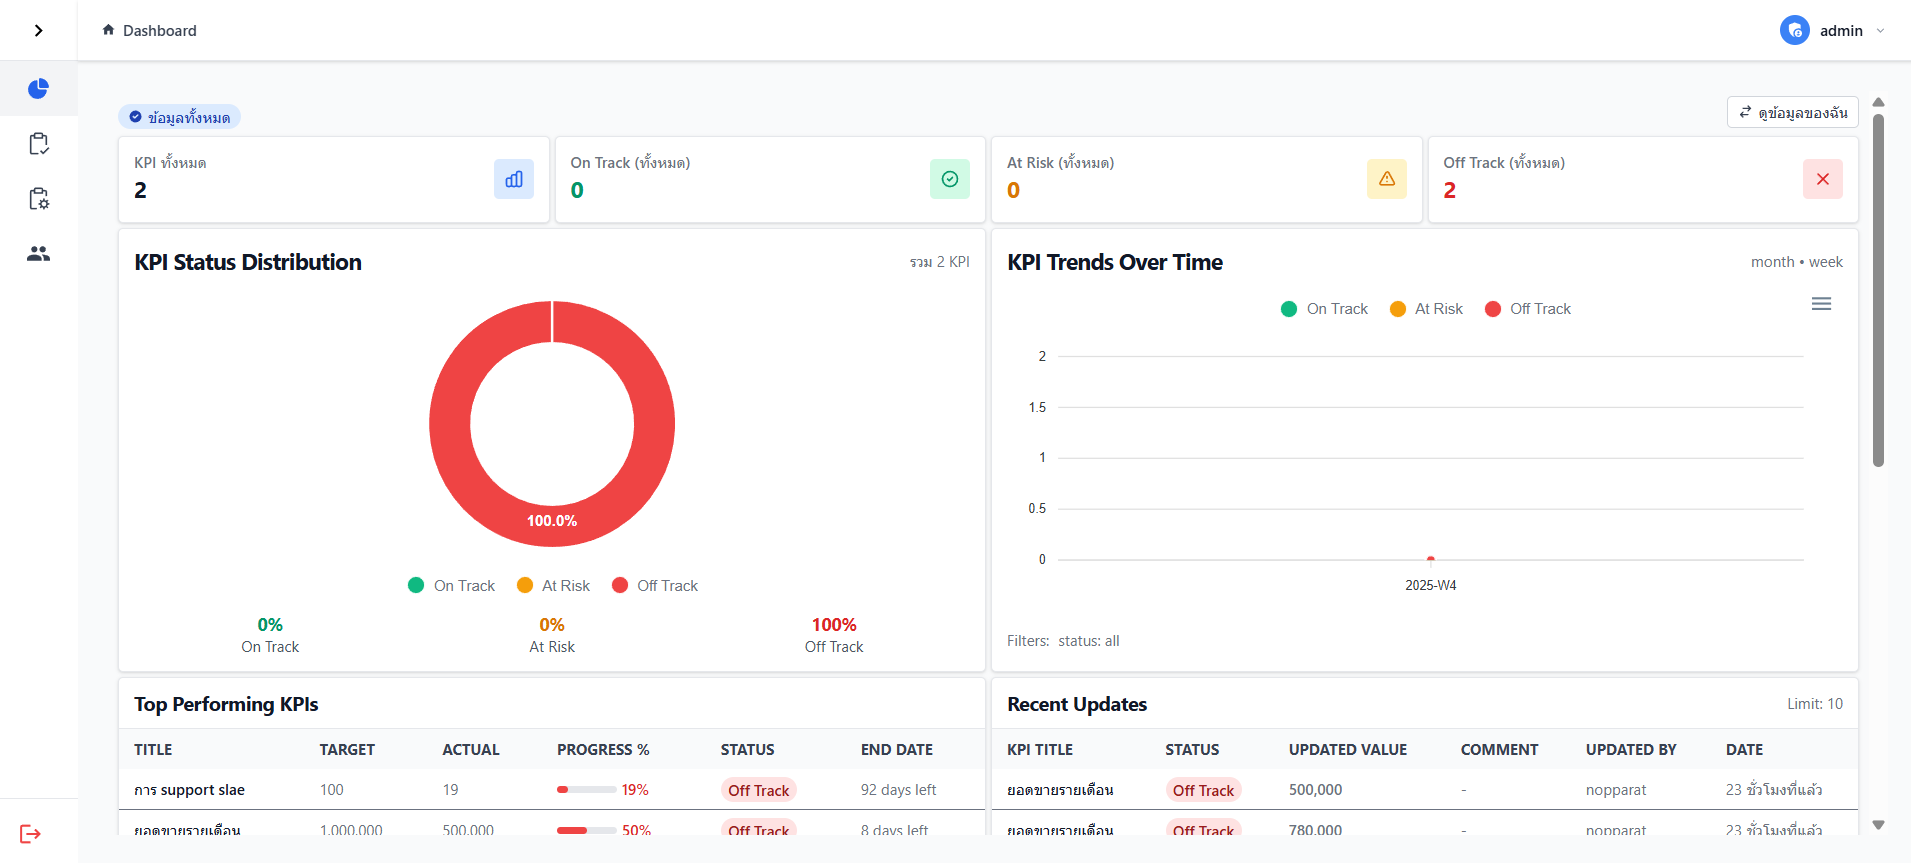 Dashboard
admin
ข้อมูลทั้งหมด
ดูข้อมูลของฉัน
KPI ทั้งหมด
2
On Track (ทั้งหมด)
0
At Risk (ทั้งหมด)
0
Off Track (ทั้งหมด)
2
KPI Status Distribution
รวม 2 KPI
100.0%
On Track At Risk Off Track
0% 0% 100%
On Track At Risk Off Track
KPI Trends Over Time
month • week
On Track At Risk Off Track
2
1.5
1
0.5
0
2025-W4
Filters: status: all
Top Performing KPIs
TITLE TARGET ACTUAL PROGRESS % STATUS END DATE
การ support slae 100 19 19% Off Track 92 days left
ยอดขายรายเดือน 1,000,000 500,000 50% Off Track 8 days left
Recent Updates
Limit: 10
KPI TITLE STATUS UPDATED VALUE COMMENT UPDATED BY DATE
ยอดขายรายเดือน Off Track 500,000 - nopparat 23 ชั่วโมงที่แล้ว
ยอดขายรายเดือน Off Track 780,000 - nopparat 23 ชั่วโมงที่แล้ว